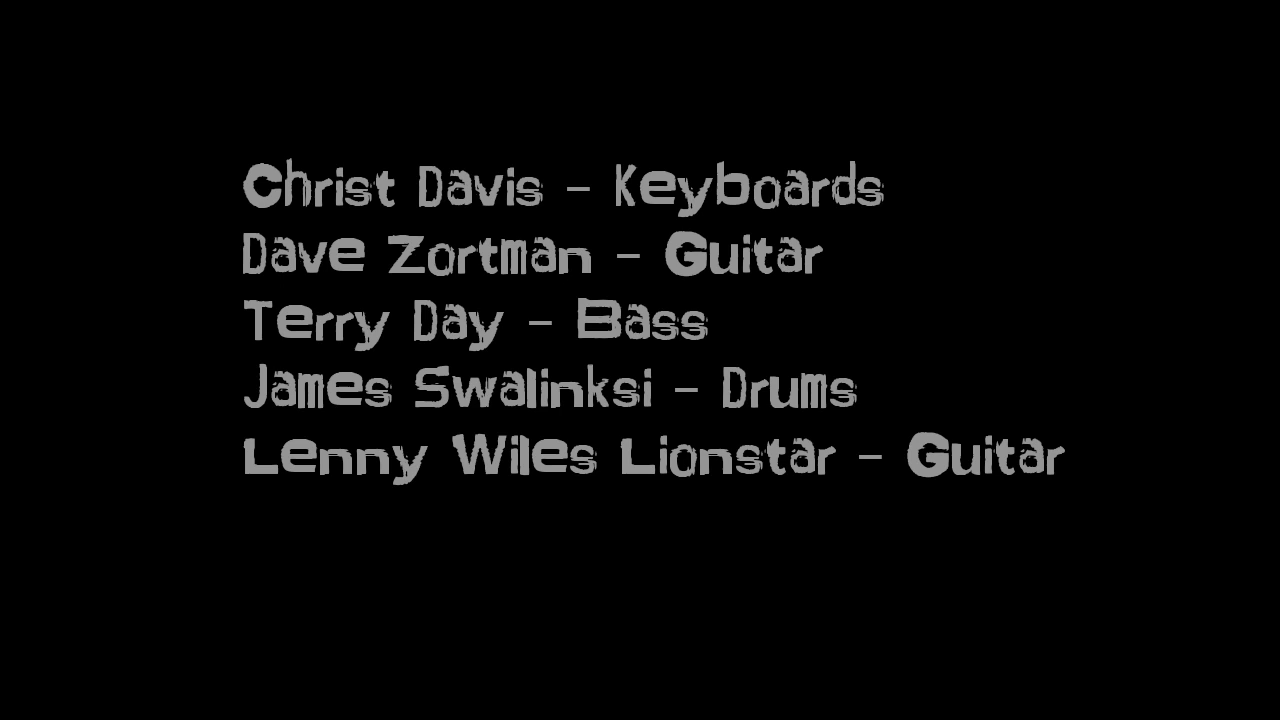 Christ Davis - Keyboards
Dave Zortman - Guitar
Terry Day - Bass
James Swalinksi - Drums
Lenny Wiles Lionstar - Guitar